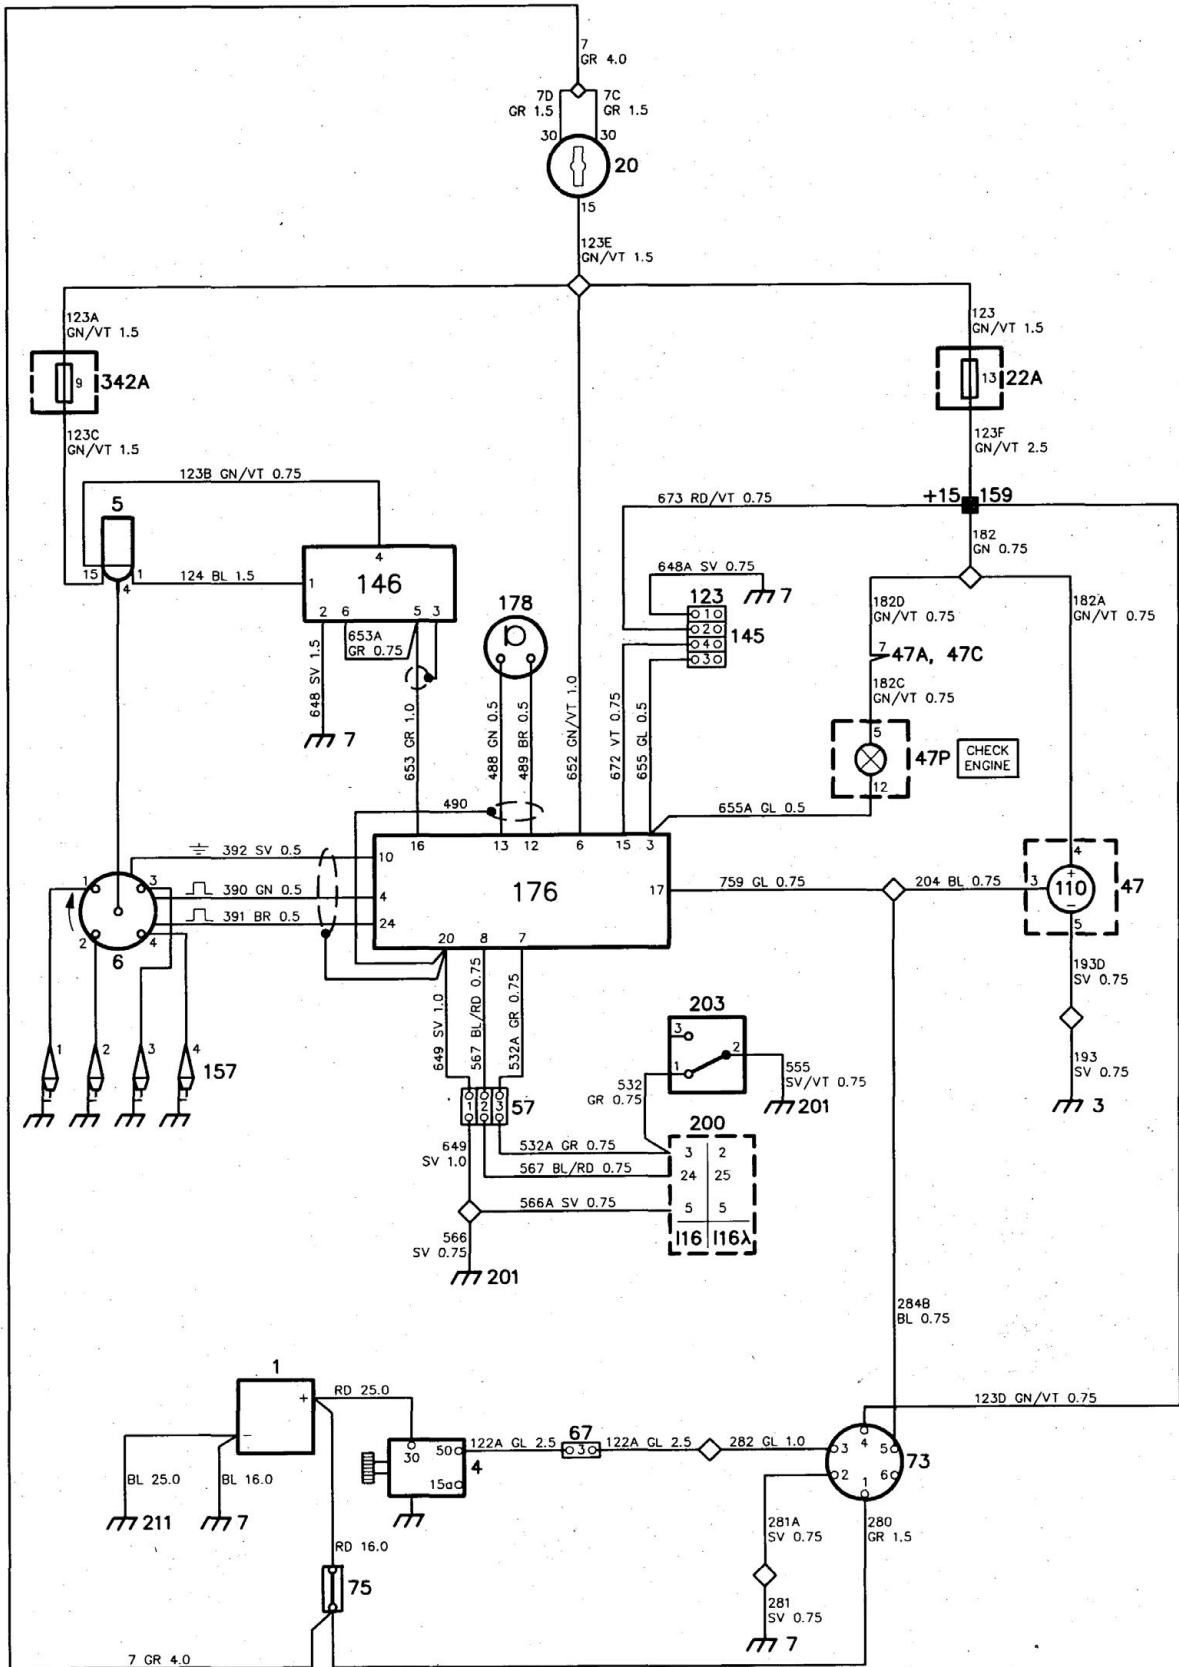 7
GR 4.0
7D
GR 1.5
7C
GR 1.5
30
30
20
15
123E
GN/VT 1.5
123A
GN/VT 1.5
123
GN/VT 1.5
9
342A
13
22A
123C
GN/VT 1.5
123F
GN/VT 2.5
123B GN/VT 0.75
673 RD/VT 0.75
+15
159
5
182
GN 0.75
15
1
4
124 BL 1.5
1
4
146
2
6
5
3
653A
GR 0.75
648 SV 1.5
7
653 GR 1.0
178
488 GN 0.5
489 BR 0.5
652 GN/VT 1.0
648A SV 0.75
7
123
1
2
4
3
145
672 VT 0.75
655 GL 0.5
182D
GN/VT 0.75
182A
GN/VT 0.75
7
47A, 47C
182C
GN/VT 0.75
5
47P
CHECK
ENGINE
12
490
655A GL 0.5
16
13
12
6
15
3
392 SV 0.5
10
390 GN 0.5
4
391 BR 0.5
24
176
17
759 GL 0.75
204 BL 0.75
3
4
+
110
−
47
5
1
3
2
4
6
20
8
7
193D
SV 0.75
649 SV 1.0
567 BL/RD 0.75
532A GR 0.75
203
3
1
2
555
SV/VT 0.75
201
193
SV 0.75
3
1
2
3
4
157
1
2
3
57
532
GR 0.75
200
649
SV 1.0
532A GR 0.75
3
2
567 BL/RD 0.75
24
25
566A SV 0.75
5
5
I16
I16λ
566
SV 0.75
201
284B
BL 0.75
1
+
−
RD 25.0
123D GN/VT 0.75
BL 25.0
211
BL 16.0
7
30
50
15a
4
122A GL 2.5
67
3
122A GL 2.5
282 GL 1.0
3
4
5
2
6
1
73
281A
SV 0.75
280
GR 1.5
RD 16.0
75
281
SV 0.75
7
7 GR 4.0